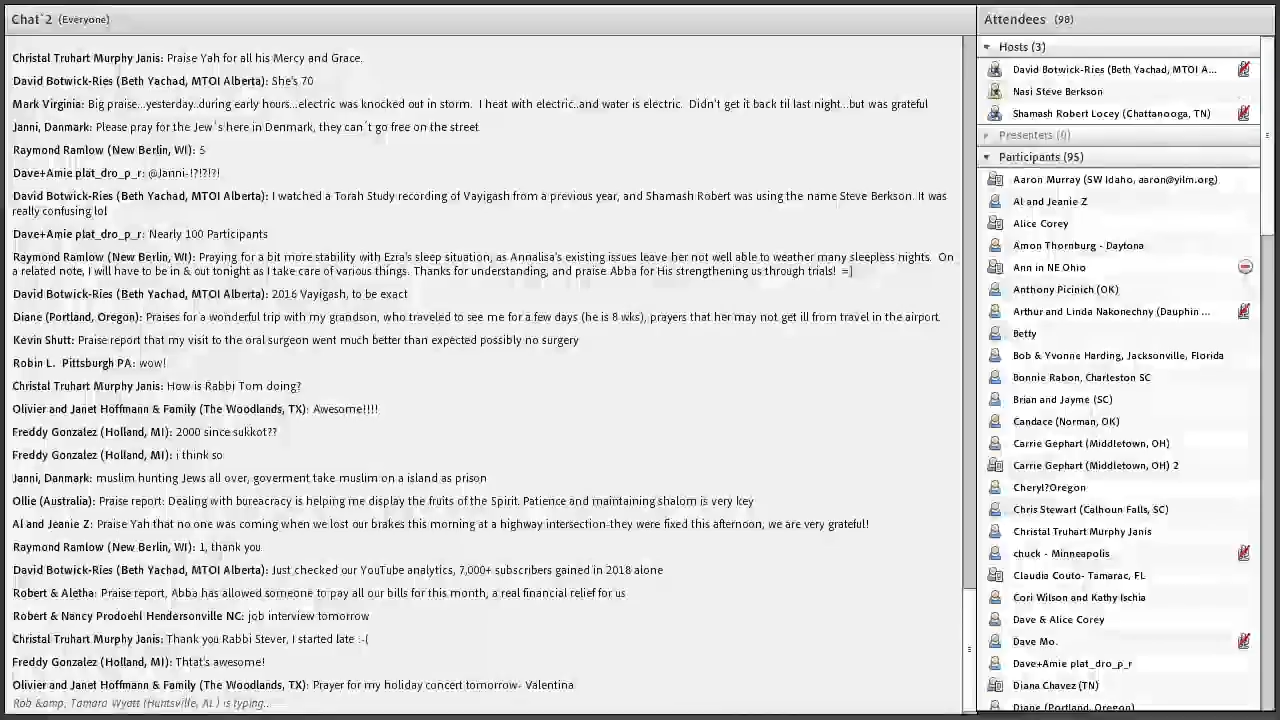 Chat 2 (Everyone)
Christal Truhart Murphy Janis: Praise Yah for all his Mercy and Grace.
David Botwick-Ries (Beth Yachad, MTOI Alberta): She's 70
Mark Virginia: Big praise...yesterday..during early hours...electric was knocked out in storm. I heat with electric..and water is electric. Didn't get it back til last night...but was grateful
Janni, Danmark: Please pray for the Jew´s here in Denmark, they can´t go free on the street
Raymond Ramlow (New Berlin, WI): 5
Dave+Amie plat_dro_p_r: @Janni-!?!?!?!
David Botwick-Ries (Beth Yachad, MTOI Alberta): I watched a Torah Study recording of Vayigash from a previous year, and Shamash Robert was using the name Steve Berkson. It was
really confusing lol
Dave+Amie plat_dro_p_r: Nearly 100 Participants
Raymond Ramlow (New Berlin, WI): Praying for a bit more stability with Ezra's sleep situation, as Annalisa's existing issues leave her not well able to weather many sleepless nights. On
a related note, I will have to be in & out tonight as I take care of various things. Thanks for understanding, and praise Abba for His strengthening us through trials! =]
David Botwick-Ries (Beth Yachad, MTOI Alberta): 2016 Vayigash, to be exact
Diane (Portland, Oregon): Praises for a wonderful trip with my grandson, who traveled to see me for a few days (he is 8 wks), prayers that her may not get ill from travel in the airport.
Kevin Shutt: Praise report that my visit to the oral surgeon went much better than expected possibly no surgery
Robin L. Pittsburgh PA: wow!
Christal Truhart Murphy Janis: How is Rabbi Tom doing?
Olivier and Janet Hoffmann & Family (The Woodlands, TX): Awesome!!!!
Freddy Gonzalez (Holland, MI): 2000 since sukkot??
Freddy Gonzalez (Holland, MI): i think so
Janni, Danmark: muslim hunting Jews all over, goverment take muslim on a island as prison
Ollie (Australia): Praise report: Dealing with bureacracy is helping me display the fruits of the Spirit. Patience and maintaining shalom is very key
Al and Jeanie Z: Praise Yah that no one was coming when we lost our brakes this morning at a highway intersection-they were fixed this afternoon, we are very grateful!
Raymond Ramlow (New Berlin, WI): 1, thank you
David Botwick-Ries (Beth Yachad, MTOI Alberta): Just checked our YouTube analytics, 7,000+ subscribers gained in 2018 alone
Robert & Aletha: Praise report, Abba has allowed someone to pay all our bills for this month, a real financial relief for us
Robert & Nancy Prodoehl Hendersonville NC: job interview tomorrow
Christal Truhart Murphy Janis: Thank you Rabbi Stever, I started late :-(
Freddy Gonzalez (Holland, MI): Thtat's awesome!
Olivier and Janet Hoffmann & Family (The Woodlands, TX): Prayer for my holiday concert tomorrow- Valentina
Rob &amp; Tamara Wyatt (Huntsville, AL) is typing..
Attendees (98)
Hosts (3)
David Botwick-Ries (Beth Yachad, MTOI A...
Nasi Steve Berkson
Shamash Robert Locey (Chattanooga, TN)
Presenters (0)
Participants (95)
Aaron Murray (SW Idaho, aaron@yilm.org)
Al and Jeanie Z
Alice Corey
Amon Thornburg - Daytona
Ann in NE Ohio
Anthony Picinich (OK)
Arthur and Linda Nakonechny (Dauphin ...
Betty
Bob & Yvonne Harding, Jacksonville, Florida
Bonnie Rabon, Charleston SC
Brian and Jayme (SC)
Candace (Norman, OK)
Carrie Gephart (Middletown, OH)
Carrie Gephart (Middletown, OH) 2
Cheryl?Oregon
Chris Stewart (Calhoun Falls, SC)
Christal Truhart Murphy Janis
chuck - Minneapolis
Claudia Couto- Tamarac, FL
Cori Wilson and Kathy Ischia
Dave & Alice Corey
Dave Mo.
Dave+Amie plat_dro_p_r
Diana Chavez (TN)
Diane (Portland, Oregon)